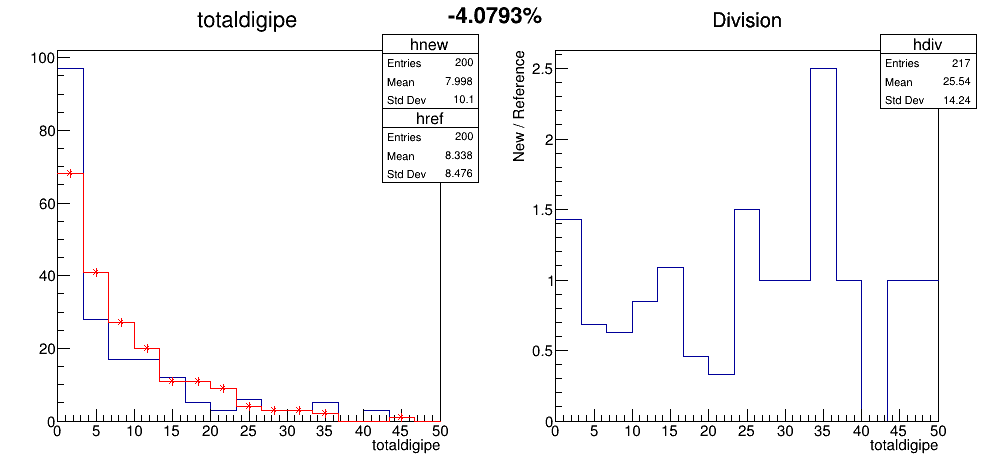 -4.0793%
totaldigipe
hnew
Entries 200
Mean 7.998
Std Dev 10.1
href
Entries 200
Mean 8.338
Std Dev 8.476
100
80
60
40
20
0
0 5 10 15 20 25 30 35 40 45 50
totaldigipe
Division
hdiv
Entries 217
Mean 25.54
Std Dev 14.24
New / Reference
2.5
2
1.5
1
0.5
0
0 5 10 15 20 25 30 35 40 45 50
totaldigipe